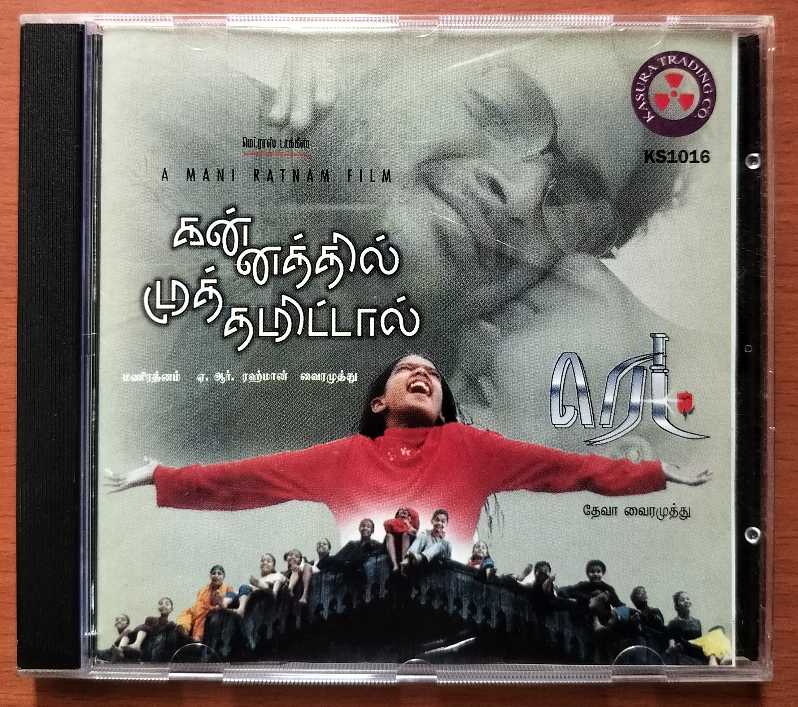 மெட்ராஸ் டாக்கீஸ்
A MANI RATNAM FILM
KASURA TRADING CO.
KS1016
கன்
னத்தில்
முத்
தமிட்டால்
மணிரத்னம் ஏ. ஆர். ரஹ்மான் வைரமுத்து
ரெட்
தேவா வைரமுத்து